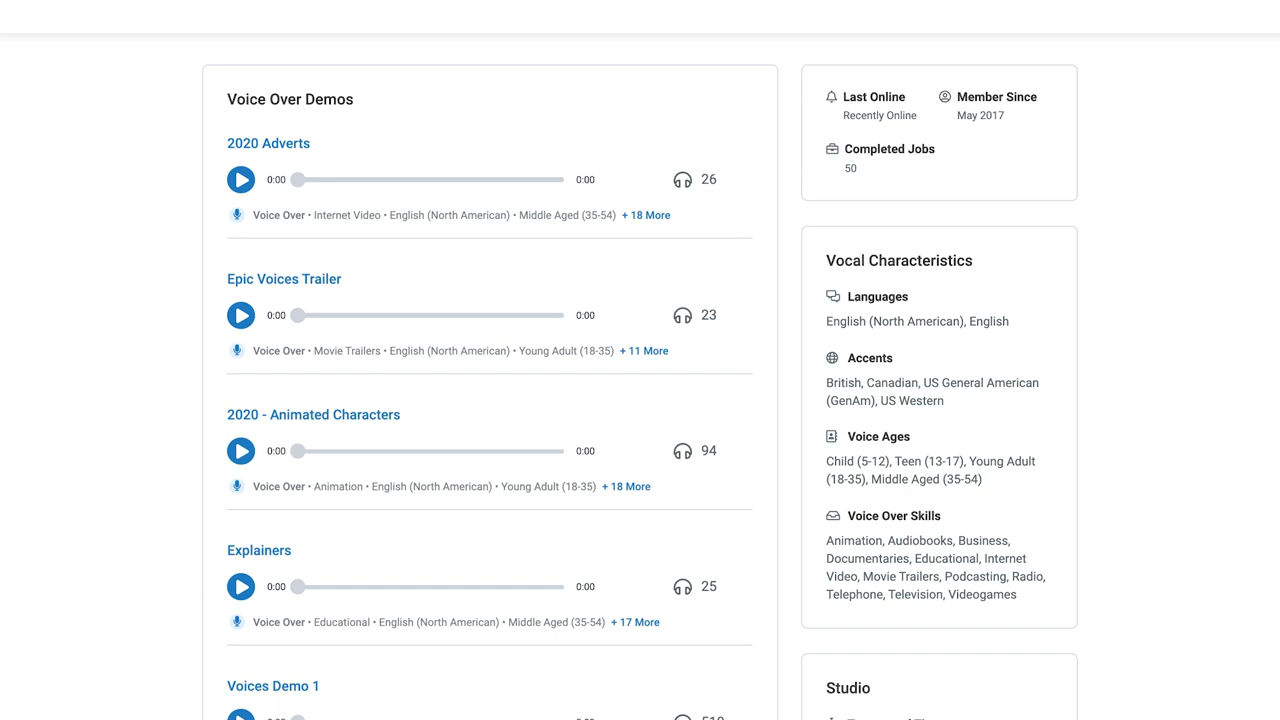 Voice Over Demos
2020 Adverts
0:00 0:00 26
Voice Over • Internet Video • English (North American) • Middle Aged (35-54) + 18 More
Epic Voices Trailer
0:00 0:00 23
Voice Over • Movie Trailers • English (North American) • Young Adult (18-35) + 11 More
2020 - Animated Characters
0:00 0:00 94
Voice Over • Animation • English (North American) • Young Adult (18-35) + 18 More
Explainers
0:00 0:00 25
Voice Over • Educational • English (North American) • Middle Aged (35-54) + 17 More
Voices Demo 1
Last Online Member Since
Recently Online May 2017
Completed Jobs
50
Vocal Characteristics
Languages
English (North American), English
Accents
British, Canadian, US General American
(GenAm), US Western
Voice Ages
Child (5-12), Teen (13-17), Young Adult
(18-35), Middle Aged (35-54)
Voice Over Skills
Animation, Audiobooks, Business,
Documentaries, Educational, Internet
Video, Movie Trailers, Podcasting, Radio,
Telephone, Television, Videogames
Studio